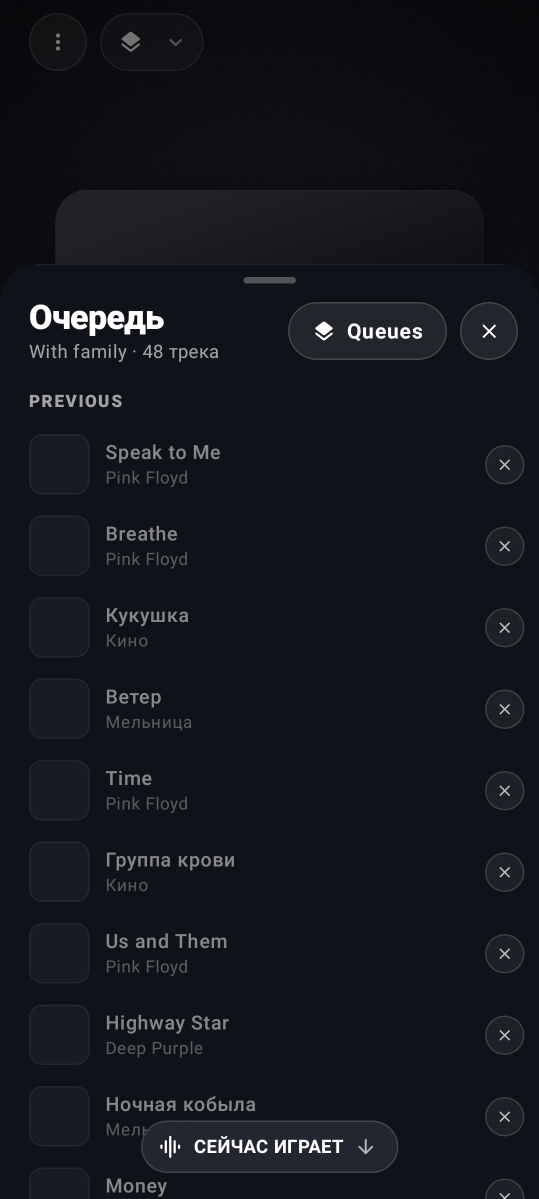 Очередь
Queues
With family · 48 трека
PREVIOUS
Speak to Me
Pink Floyd
Breathe
Pink Floyd
Кукушка
Кино
Ветер
Мельница
Time
Pink Floyd
Группа крови
Кино
Us and Them
Pink Floyd
Highway Star
Deep Purple
Ночная кобыла
СЕЙЧАС ИГРАЕТ
Money